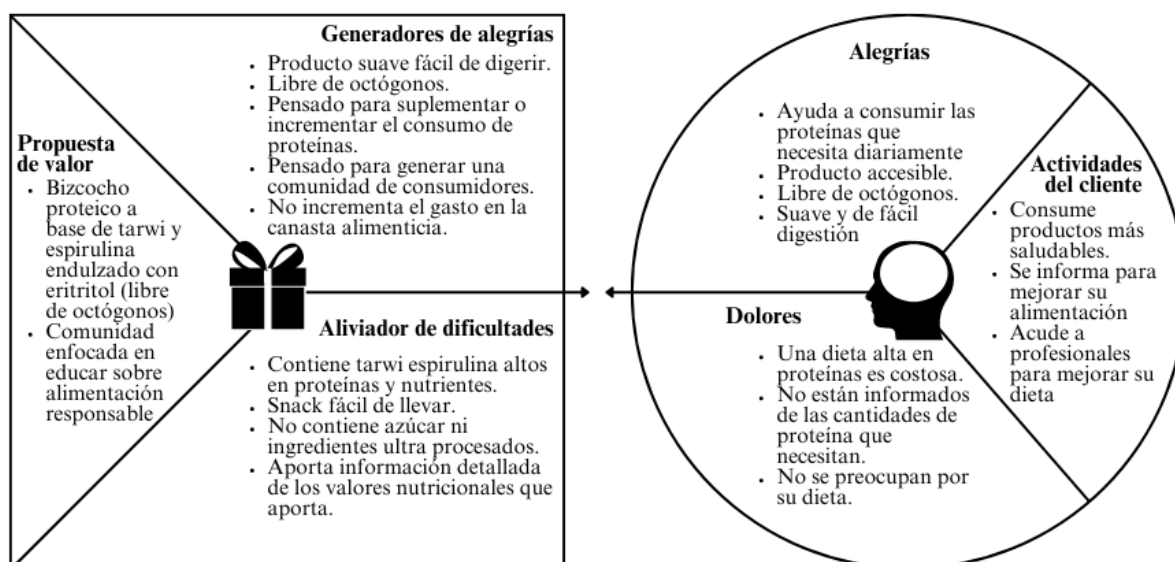 Generadores de alegrías
• Producto suave fácil de digerir.
• Libre de octógonos.
• Pensado para suplementar o
incrementar el consumo de
proteínas.
• Pensado para generar una
comunidad de consumidores.
• No incrementa el gasto en la
canasta alimenticia.
Propuesta
de valor
• Bizcocho
proteico a
base de tarwi y
espirulina
endulzado con
eritritol (libre
de octógonos)
• Comunidad
enfocada en
educar sobre
alimentación
responsable
Aliviador de dificultades
• Contiene tarwi espirulina altos
en proteínas y nutrientes.
• Snack fácil de llevar.
• No contiene azúcar ni
ingredientes ultra procesados.
• Aporta información detallada
de los valores nutricionales que
aporta.
Alegrías
• Ayuda a consumir las
proteínas que
necesita diariamente
• Producto accesible.
• Libre de octógonos.
• Suave y de fácil
digestión
Actividades
del cliente
• Consume
productos más
saludables.
• Se informa para
mejorar su
alimentación
• Acude a
profesionales
para mejorar su
dieta
Dolores
• Una dieta alta en
proteínas es costosa.
• No están informados
de las cantidades de
proteína que
necesitan.
• No se preocupan por
su dieta.